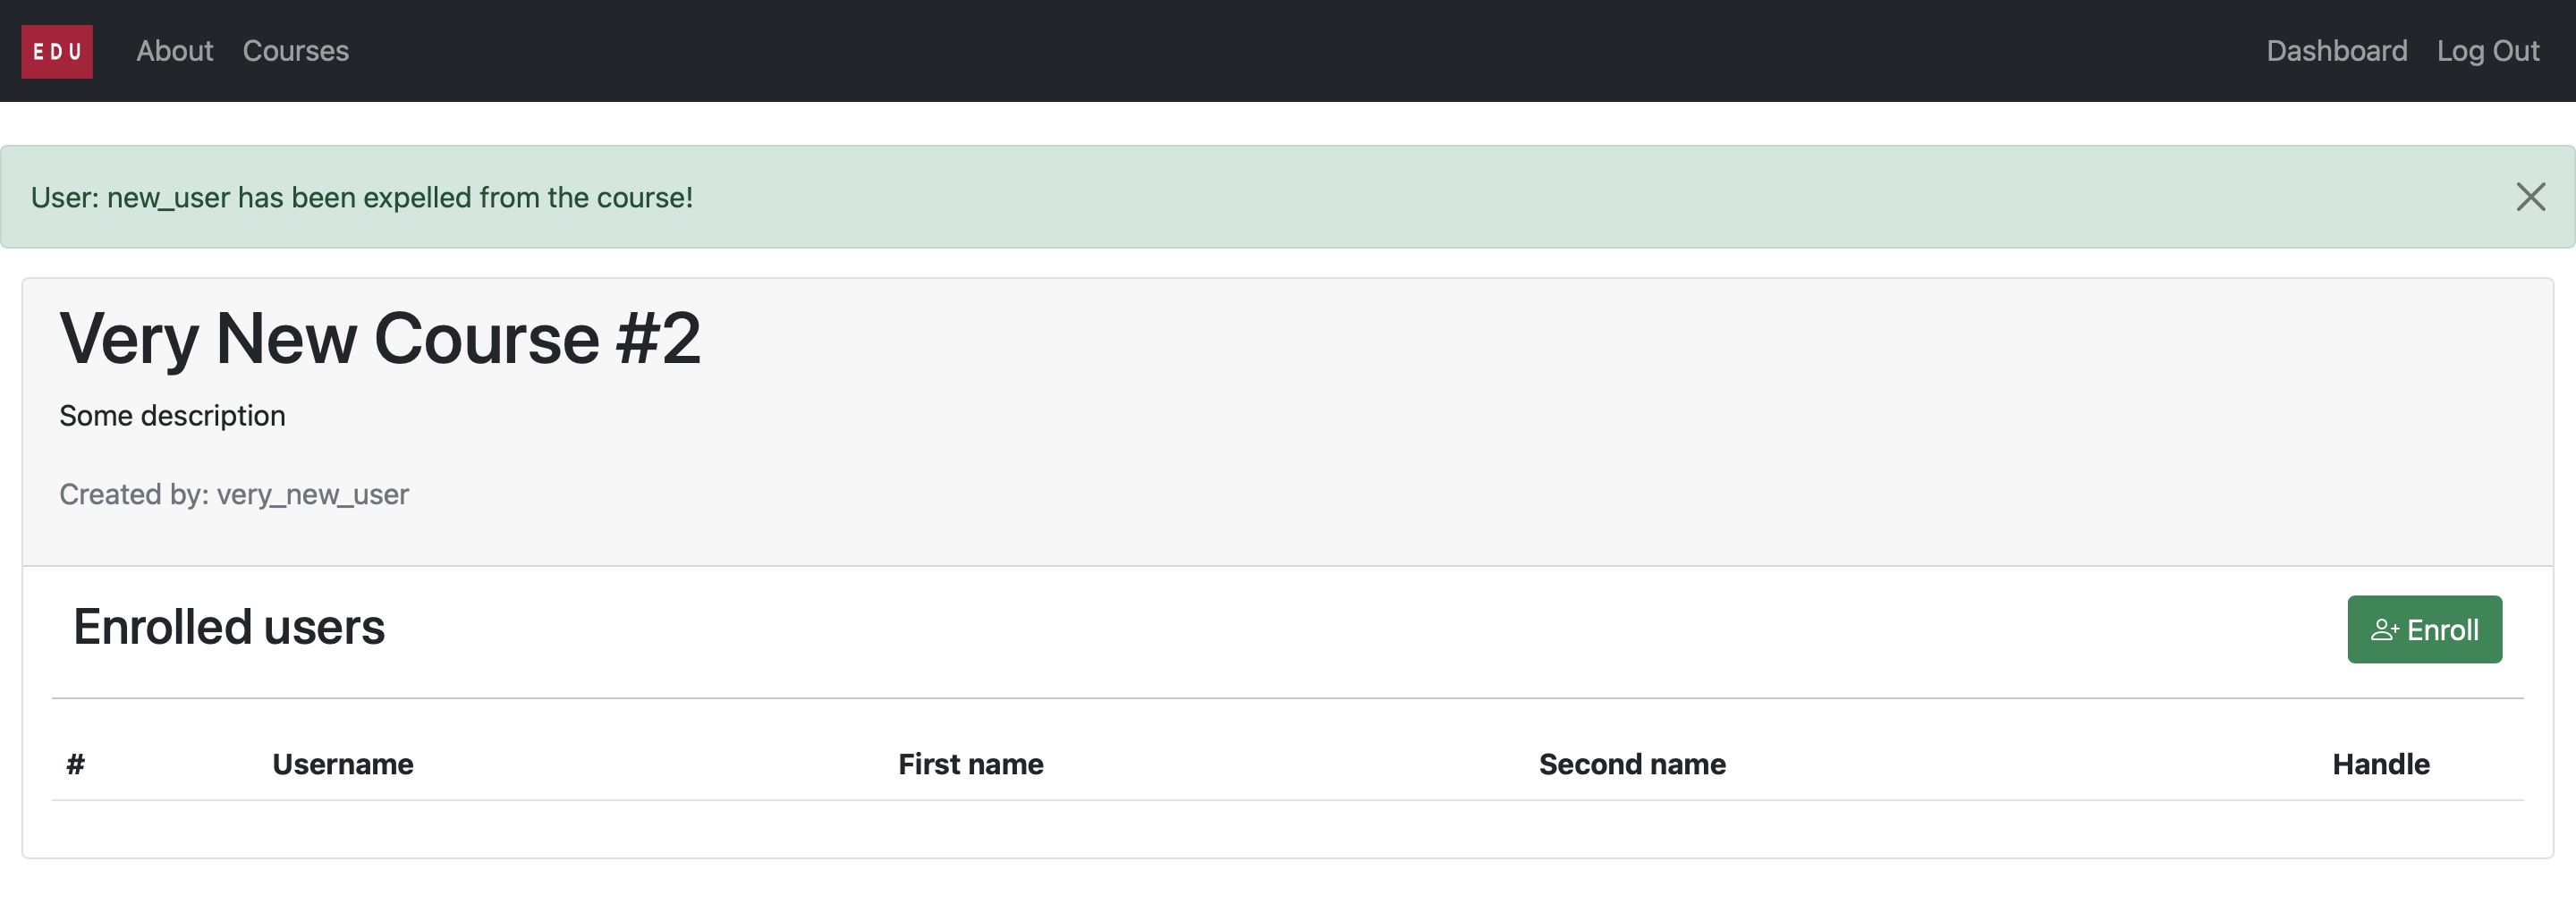 EDU About Courses Dashboard Log Out
User: new_user has been expelled from the course!
Very New Course #2
Some description
Created by: very_new_user
Enrolled users Enroll
# Username First name Second name Handle